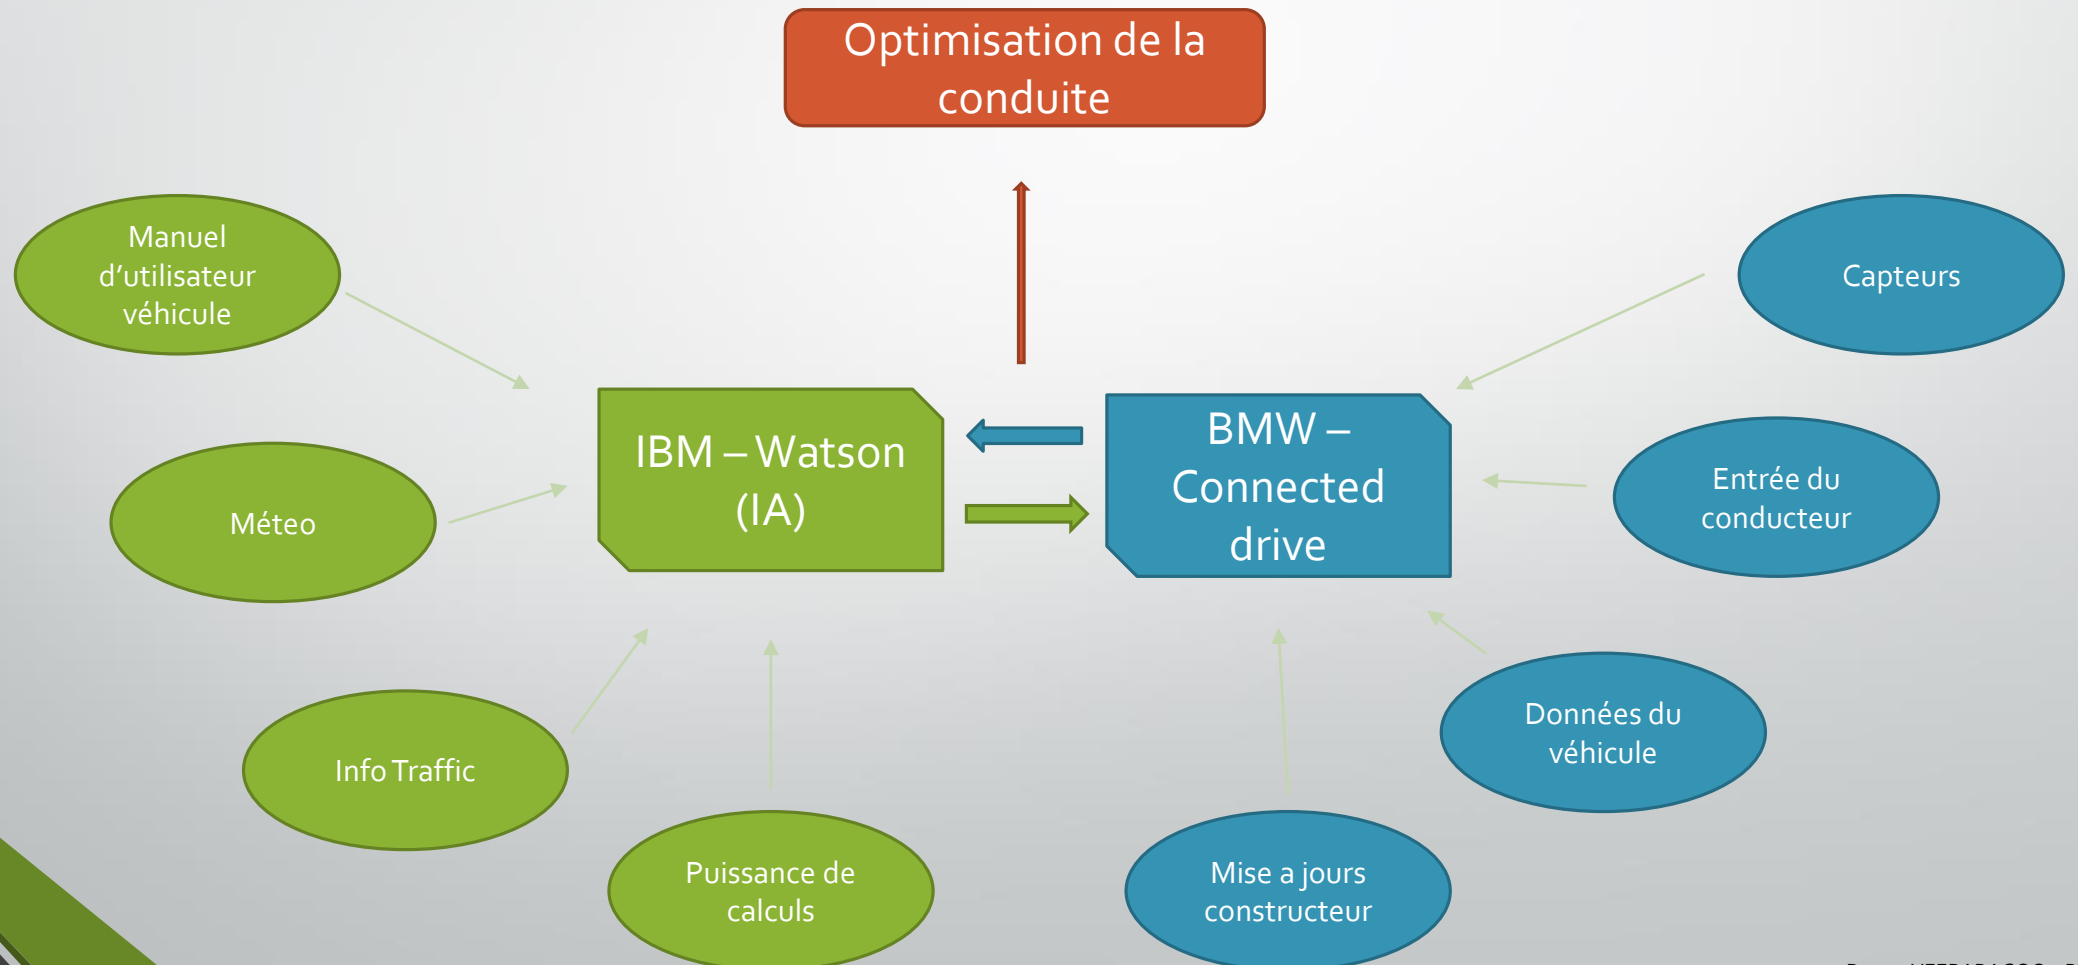 Optimisation de la
conduite
Manuel
d'utilisateur
véhicule
Capteurs
IBM – Watson
(IA)
BMW –
Connected
drive
Méteo
Entrée du
conducteur
Info Traffic
Données du
véhicule
Puissance de
calculs
Mise a jours
constructeur